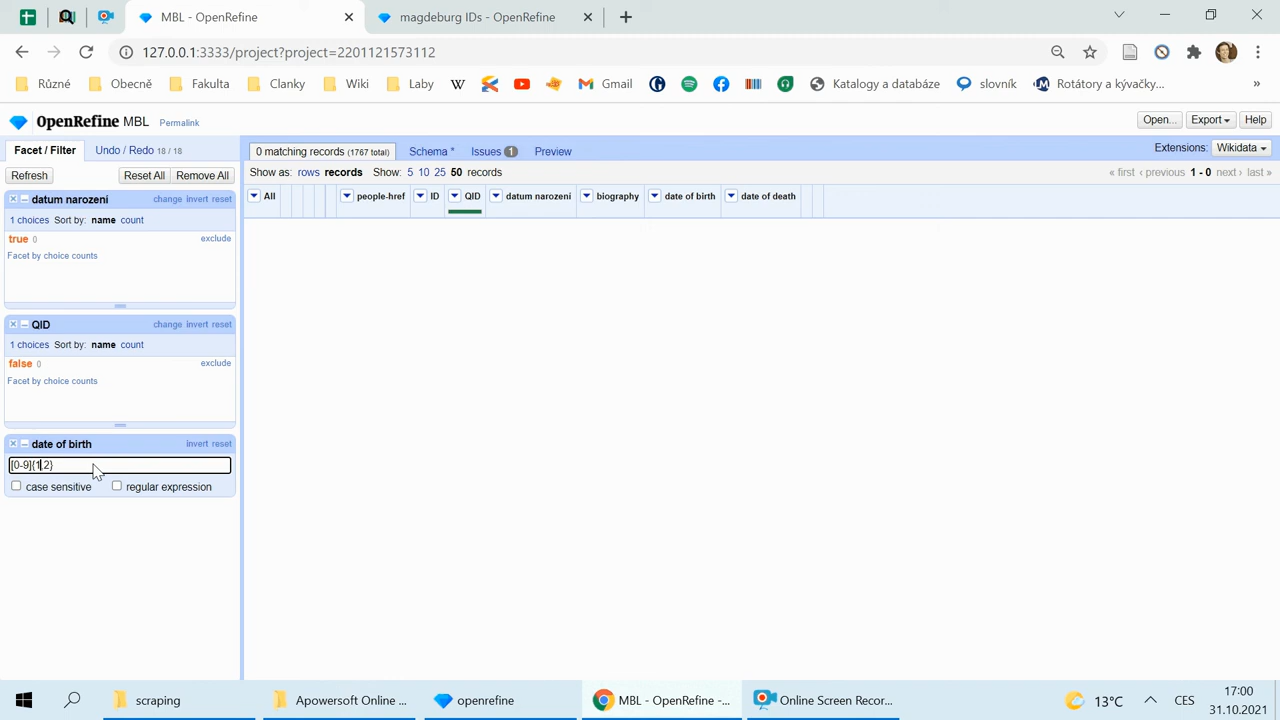 MBL - OpenRefine
magdeburg IDs - OpenRefine
127.0.0.1:3333/project?project=2201121573112
Různé Obecně Fakulta Clanky Wiki Laby Gmail Katalogy a databáze slovník Rotátory a kývačky...
OpenRefine MBL Permalink Open... Export Help
Facet / Filter Undo / Redo 18 / 18
0 matching records (1767 total) Schema * Issues 1 Preview Extensions: Wikidata
Refresh Reset All Remove All
Show as: rows records Show: 5 10 25 50 records « first ‹ previous 1 - 0 next › last »
All people-href ID QID datum narození biography date of birth date of death
datum narození change invert reset
1 choices Sort by: name count
true 0 exclude
Facet by choice counts
QID change invert reset
1 choices Sort by: name count
false 0 exclude
Facet by choice counts
date of birth invert reset
[0-9]{1,2}
case sensitive regular expression
scraping Apowersoft Online ... openrefine MBL - OpenRefine -... Online Screen Recor... 13°C CES 17:00
31.10.2021